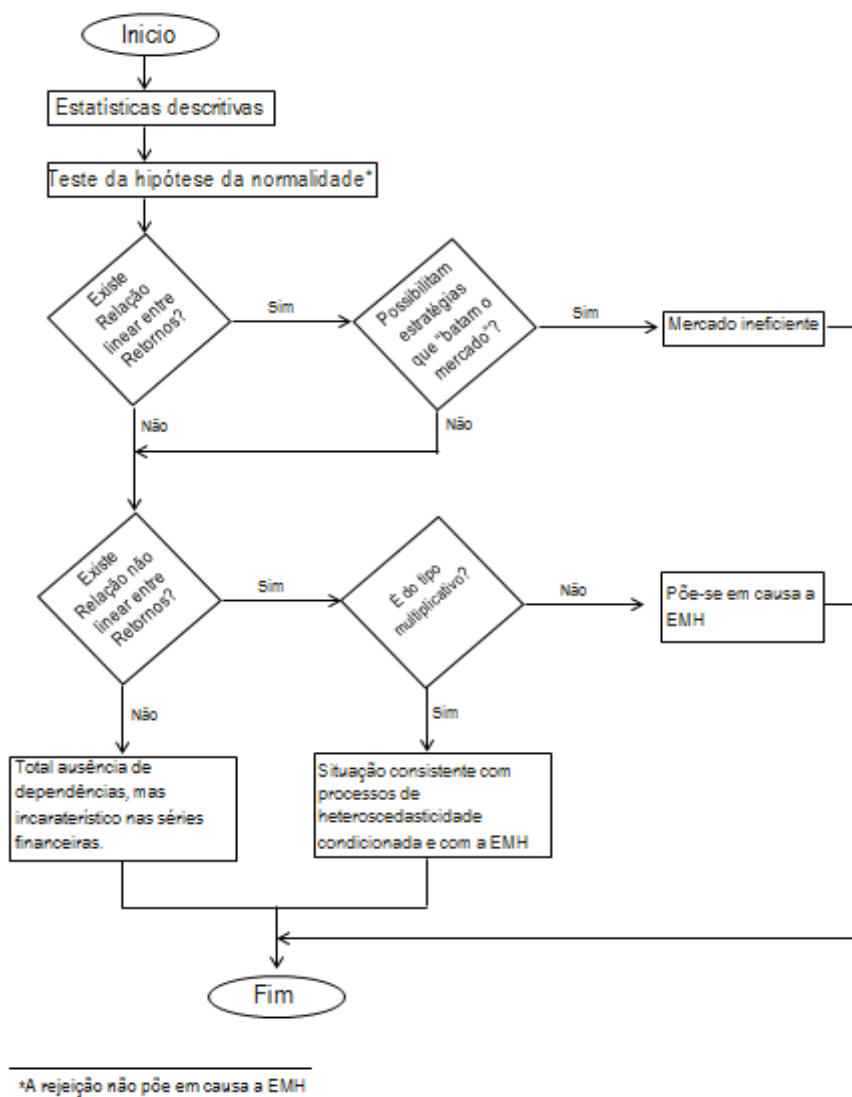 Inicio
Estatísticas descritivas
Teste da hipótese da normalidade*
Existe
Relação
linear entre
Retornos?
Sim
Possibilitam
estratégias
que "batam o
mercado"?
Sim
Mercado ineficiente
Não
Não
Existe
Relação não
linear entre
Retornos?
Sim
É do tipo
multiplicativo?
Não
Põe-se em causa a
EMH
Não
Sim
Total ausência de
dependências, mas
incaraterístico nas séries
financeiras.
Situação consistente com
processos de
heteroscedasticidade
condicionada e com a EMH
Fim
*A rejeição não põe em causa a EMH